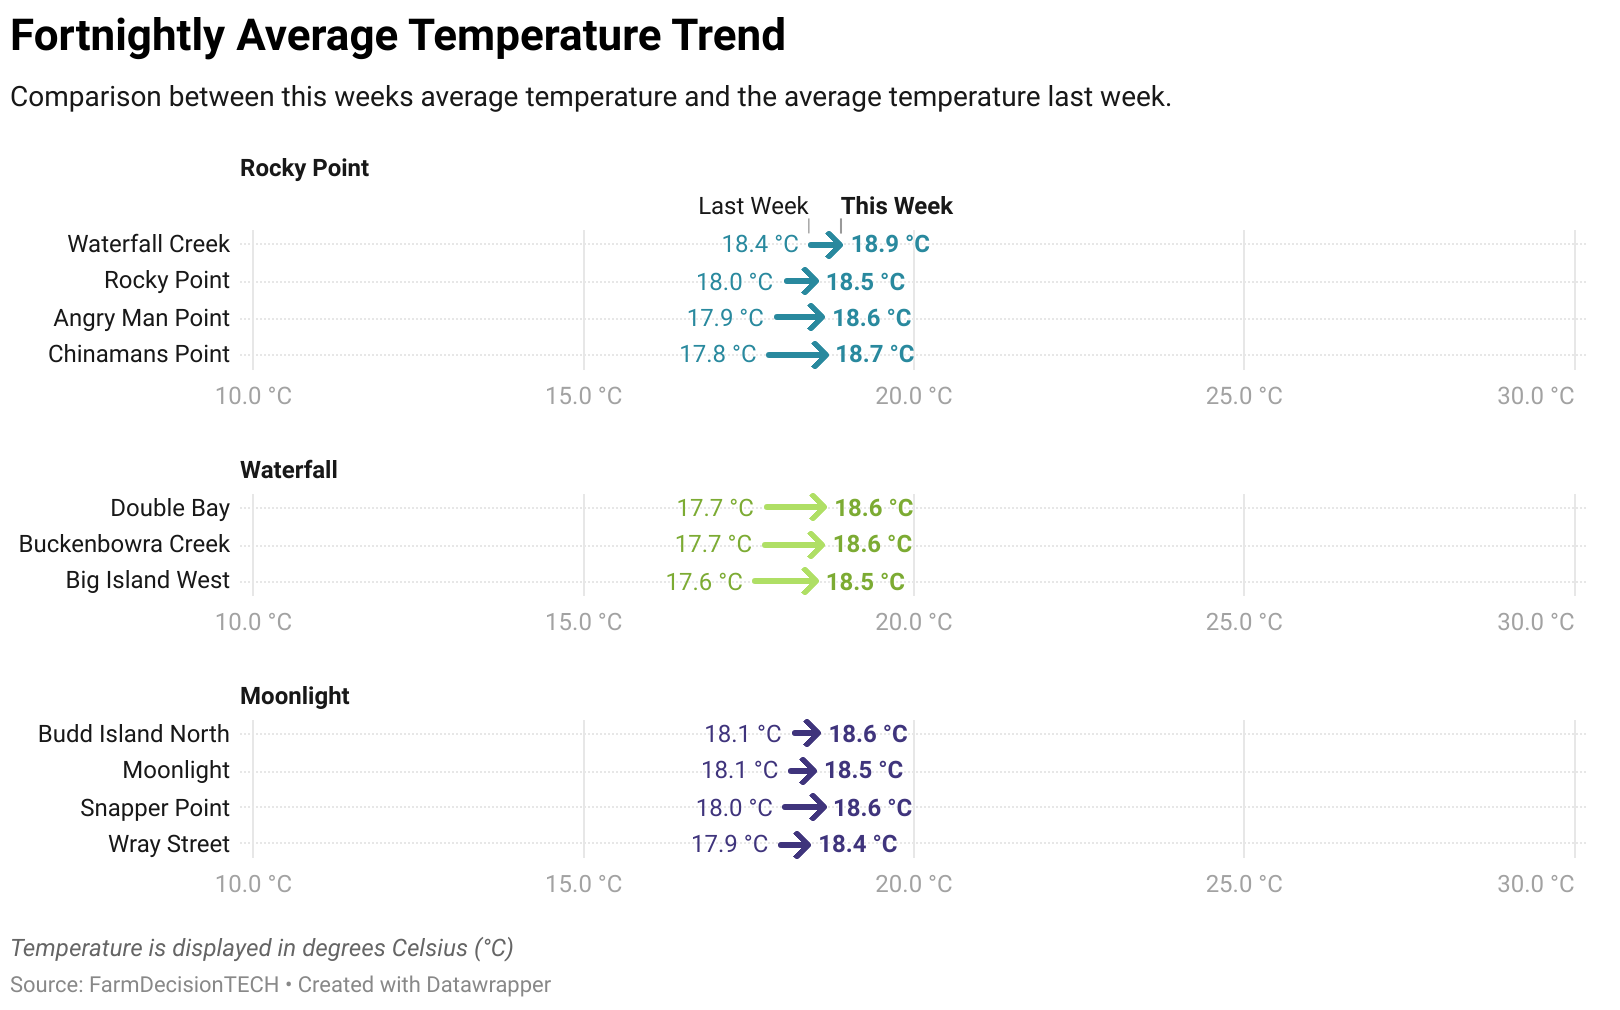 Fortnightly Average Temperature Trend
Comparison between this weeks average temperature and the average temperature last week.
Rocky Point
Last Week This Week
Waterfall Creek 18.4 °C 18.9 °C
Rocky Point 18.0 °C 18.5 °C
Angry Man Point 17.9 °C 18.6 °C
Chinamans Point 17.8 °C 18.7 °C
10.0 °C 15.0 °C 20.0 °C 25.0 °C 30.0 °C
Waterfall
Double Bay 17.7 °C 18.6 °C
Buckenbowra Creek 17.7 °C 18.6 °C
Big Island West 17.6 °C 18.5 °C
10.0 °C 15.0 °C 20.0 °C 25.0 °C 30.0 °C
Moonlight
Budd Island North 18.1 °C 18.6 °C
Moonlight 18.1 °C 18.5 °C
Snapper Point 18.0 °C 18.6 °C
Wray Street 17.9 °C 18.4 °C
10.0 °C 15.0 °C 20.0 °C 25.0 °C 30.0 °C
Temperature is displayed in degrees Celsius (°C)
Source: FarmDecisionTECH • Created with Datawrapper